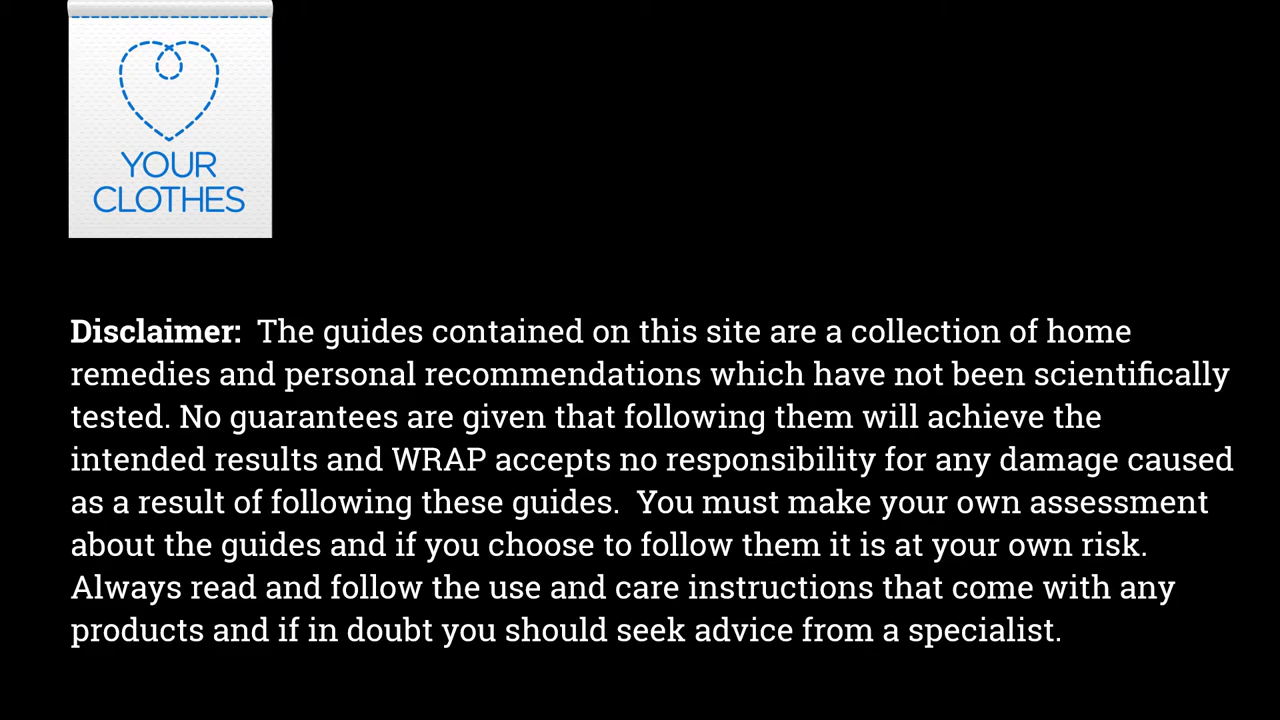 YOUR
CLOTHES
Disclaimer:  The guides contained on this site are a collection of home
remedies and personal recommendations which have not been scientifically
tested. No guarantees are given that following them will achieve the
intended results and WRAP accepts no responsibility for any damage caused
as a result of following these guides.  You must make your own assessment
about the guides and if you choose to follow them it is at your own risk.
Always read and follow the use and care instructions that come with any
products and if in doubt you should seek advice from a specialist.